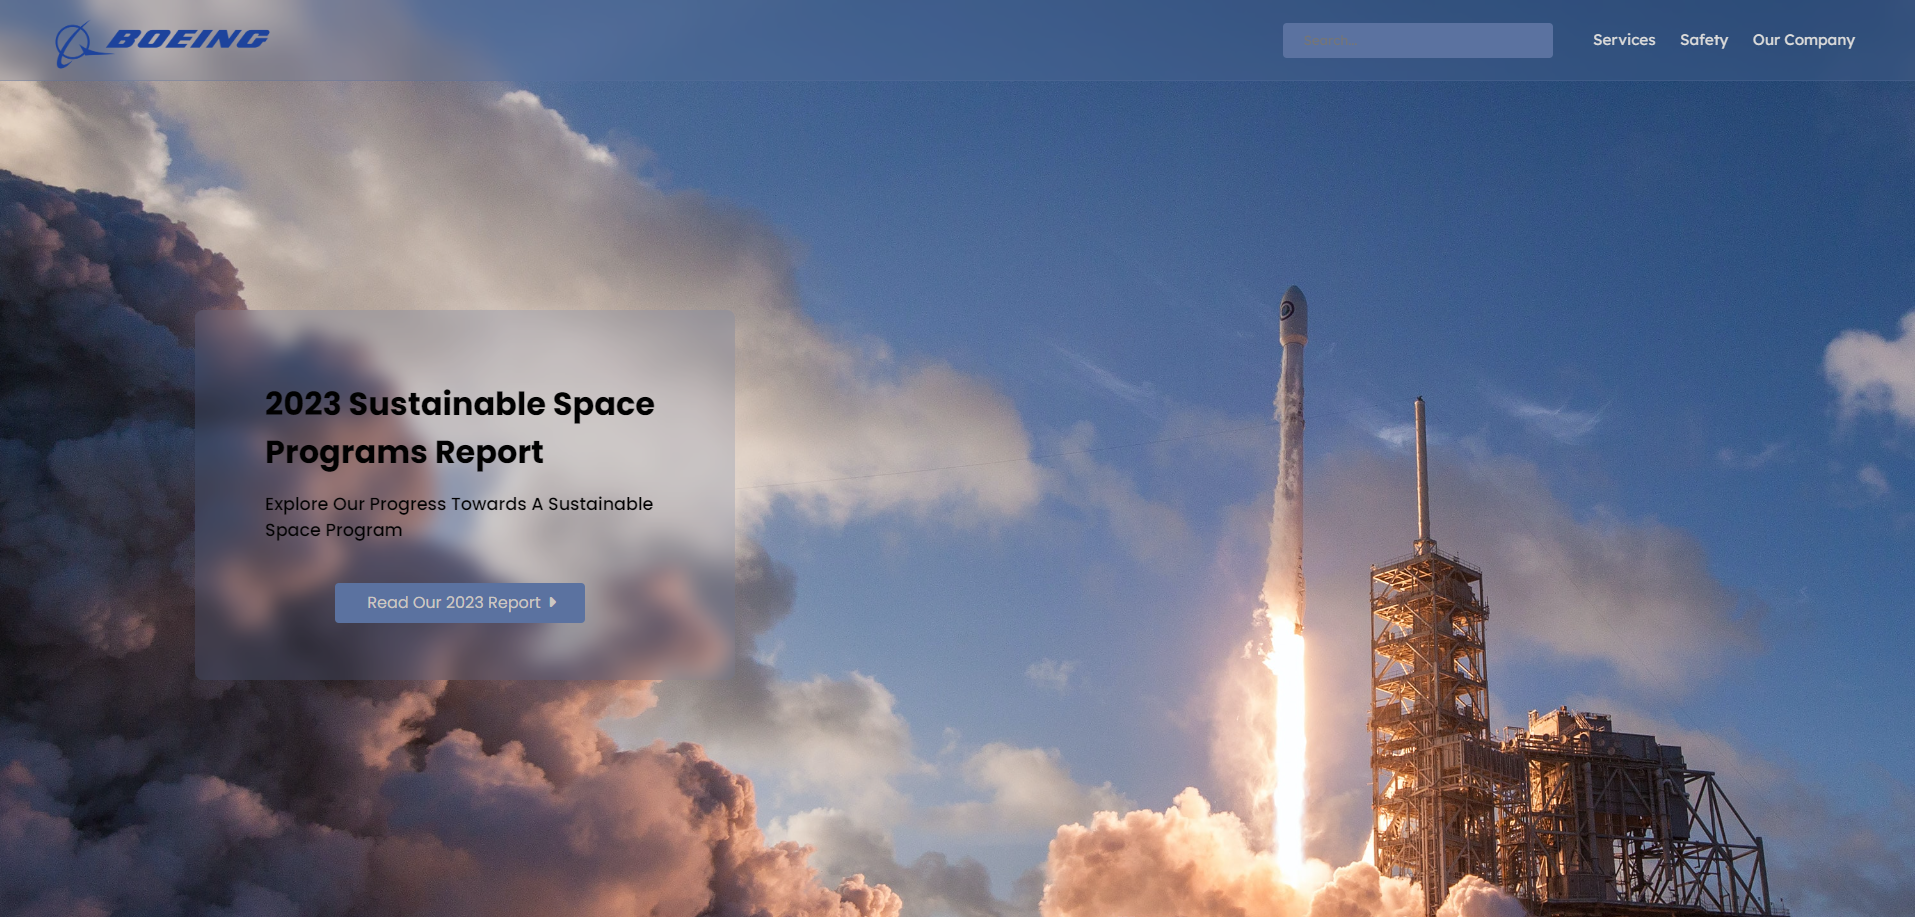 BOEING
Search...
Services Safety Our Company
2023 Sustainable Space
Programs Report
Explore Our Progress Towards A Sustainable
Space Program
Read Our 2023 Report